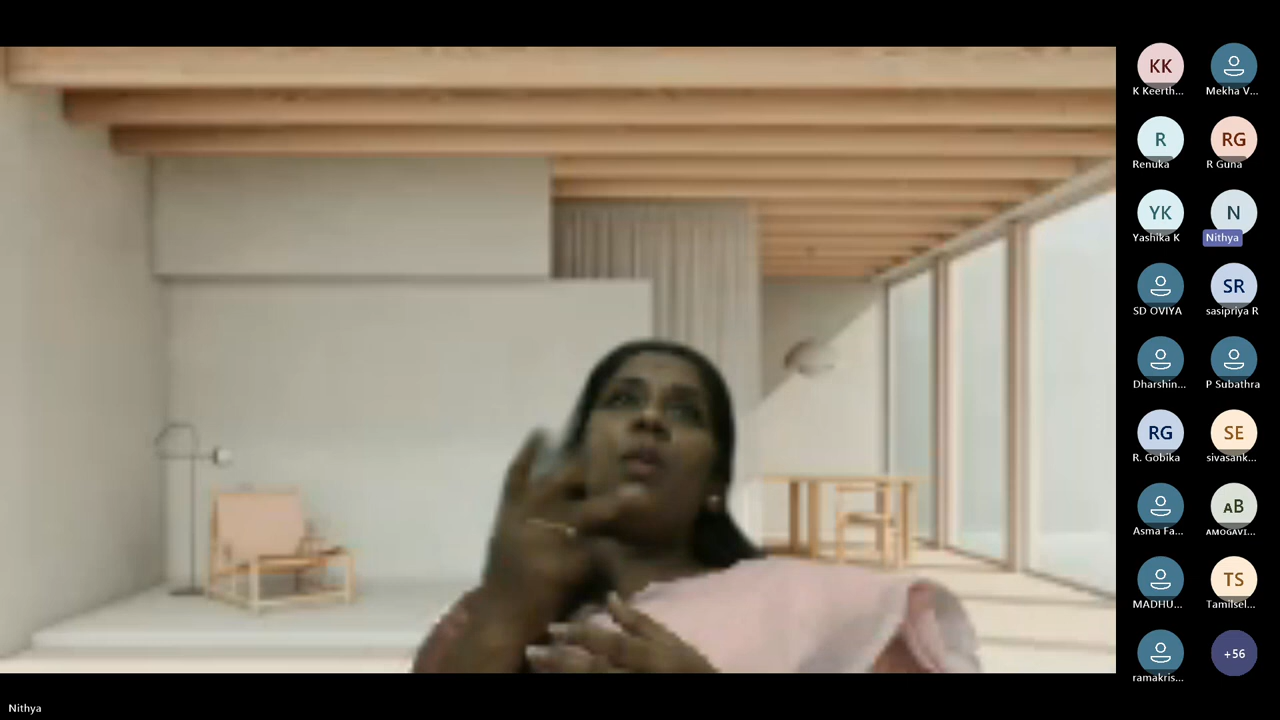 KK
K Keerth...
Mekha V...
R
Renuka
RG
R Guna
YK
Yashika K
N
Nithya
SD OVIYA
SR
sasipriya R
Dharshin...
P Subathra
RG
R. Gobika
SE
sivasank...
Asma Fa...
AB
AMOGAVI...
MADHU...
TS
Tamilsel...
ramakris...
+56
Nithya